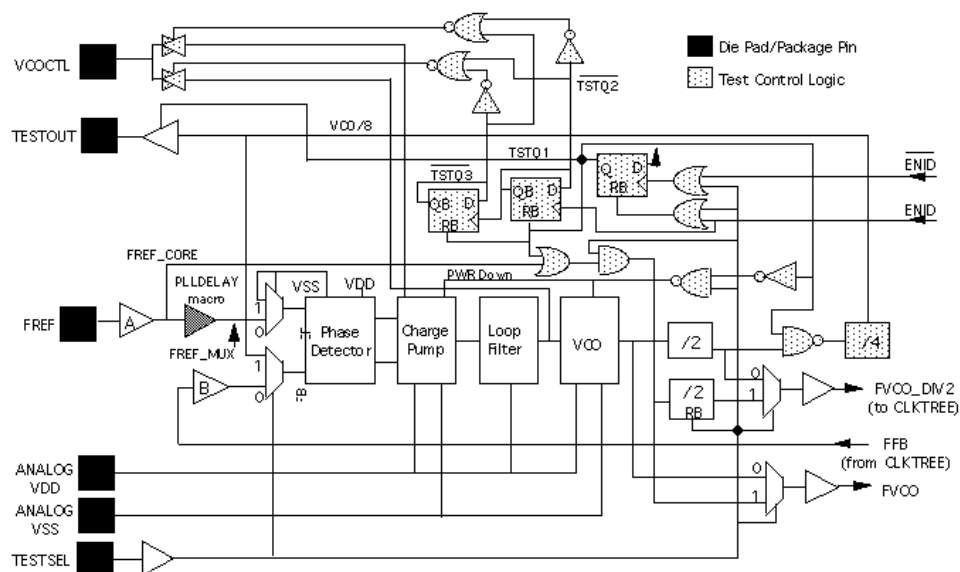 VCOCTL
Die Pad/Package Pin
Test Control Logic
TSTQ2
TESTOUT
VCO/8
TSTQ1
TSTQ3
Q D
RB
ENID
QB D
RB
QB D
RB
ENID
FREF_CORE
PLLDELAY
macro
VSS
VDD
PWRDown
FREF
A
1
0
FREF_MUX
Phase
Detector
Charge
Pump
Loop
Filter
VCO
/2
/4
B
1
0
FB
/2
RB
0
1
FVCO_DIV2
(to CLKTREE)
FFB
(from CLKTREE)
ANALOG
VDD
0
1
FVCO
ANALOG
VSS
TESTSEL